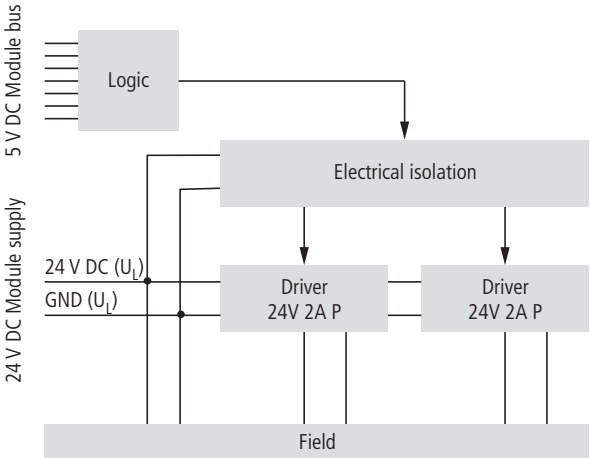 5 V DC Module bus
Logic
Electrical isolation
24 V DC Module supply
24 V DC (UL)
GND (UL)
Driver
24V 2A P
Driver
24V 2A P
Field